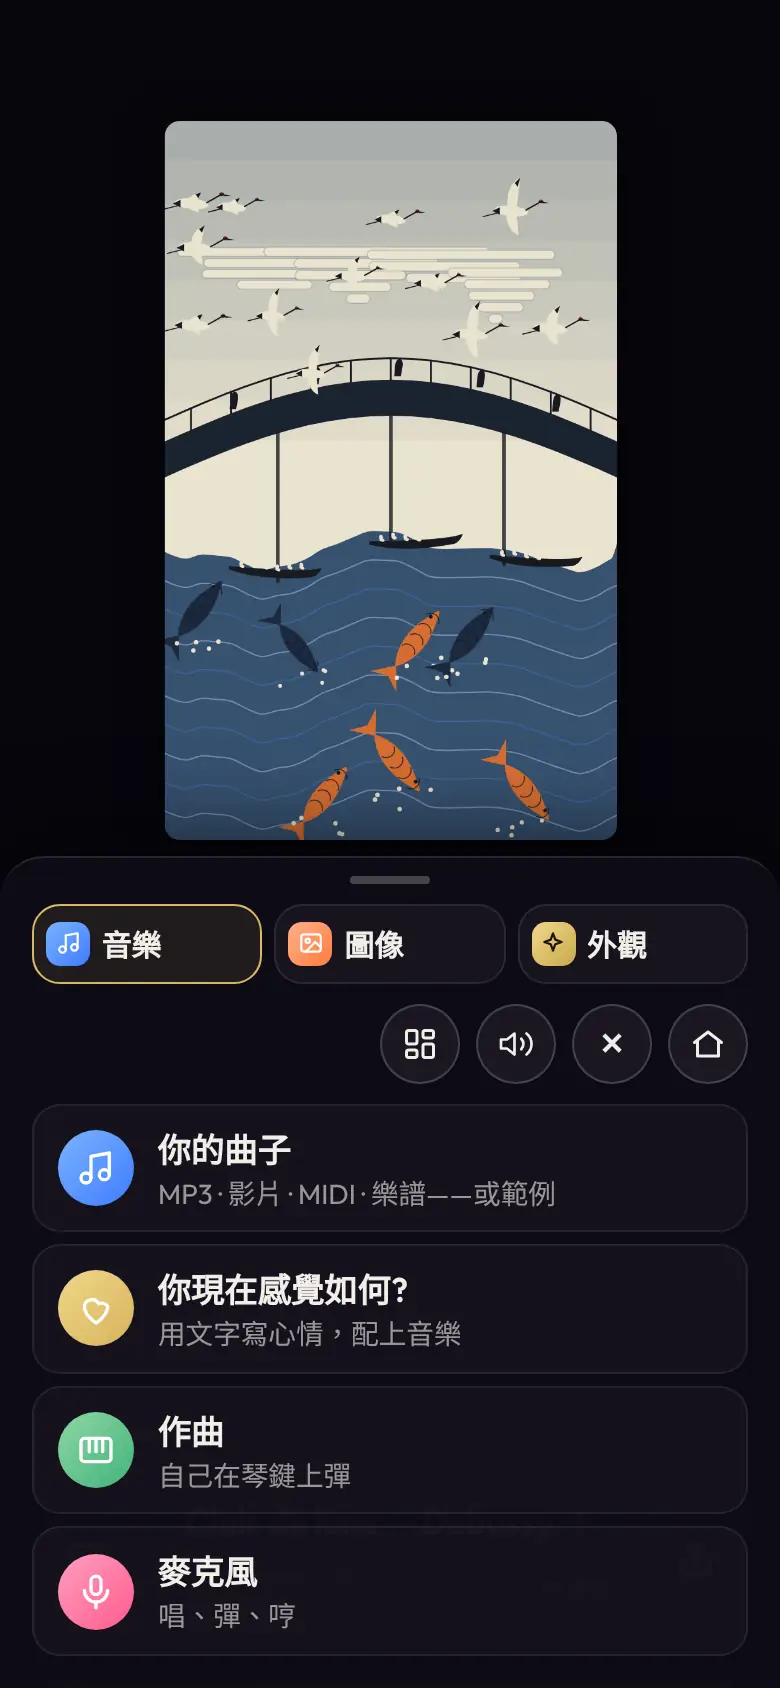 音樂
圖像
外觀
你的曲子
MP3·影片·MIDI·樂譜——或範例
你現在感覺如何?
用文字寫心情，配上音樂
作曲
自己在琴鍵上彈
麥克風
唱、彈、哼